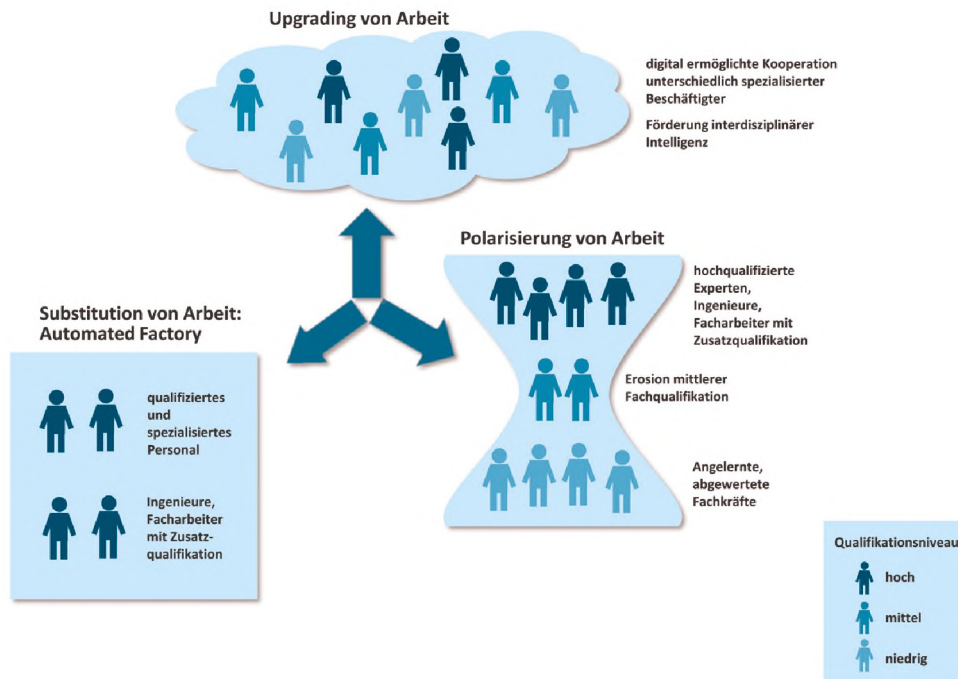 Upgrading von Arbeit
digital ermöglichte Kooperation
unterschiedlich spezialisierter
Beschäftigter
Förderung interdisziplinärer
Intelligenz
Polarisierung von Arbeit
hochqualifizierte
Experten,
Ingenieure,
Facharbeiter mit
Zusatzqualifikation
Erosion mittlerer
Fachqualifikation
Angelernte,
abgewertete
Fachkräfte
Substitution von Arbeit:
Automated Factory
qualifiziertes
und
spezialisiertes
Personal
Ingenieure,
Facharbeiter
mit Zusatz-
qualifikation
Qualifikationsniveau
hoch
mittel
niedrig